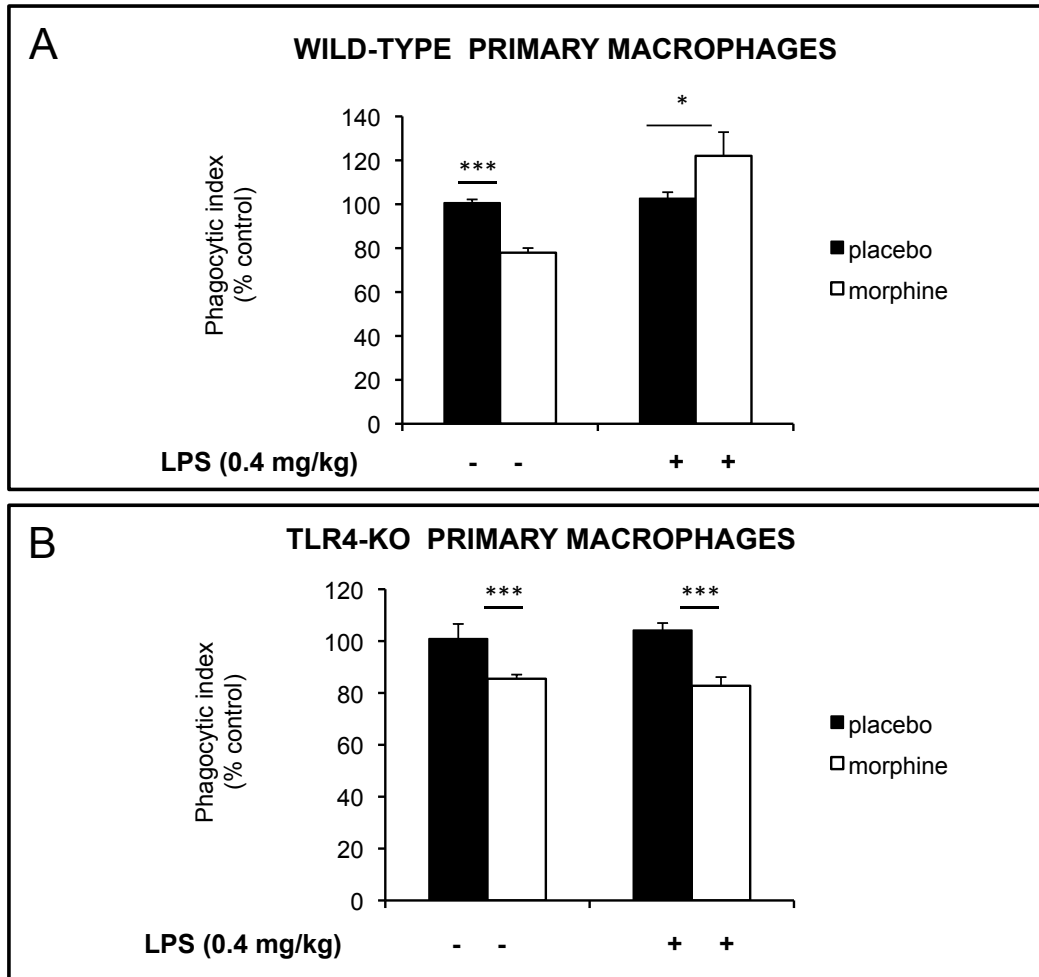 A
WILD-TYPE PRIMARY MACROPHAGES
*
140
120
***
100
80
60
40
20
0
Phagocytic index
(% control)
placebo
morphine
LPS (0.4 mg/kg) - - + +
B
TLR4-KO PRIMARY MACROPHAGES
120
*** ***
100
80
60
40
20
0
Phagocytic index
(% control)
placebo
morphine
LPS (0.4 mg/kg) - - + +